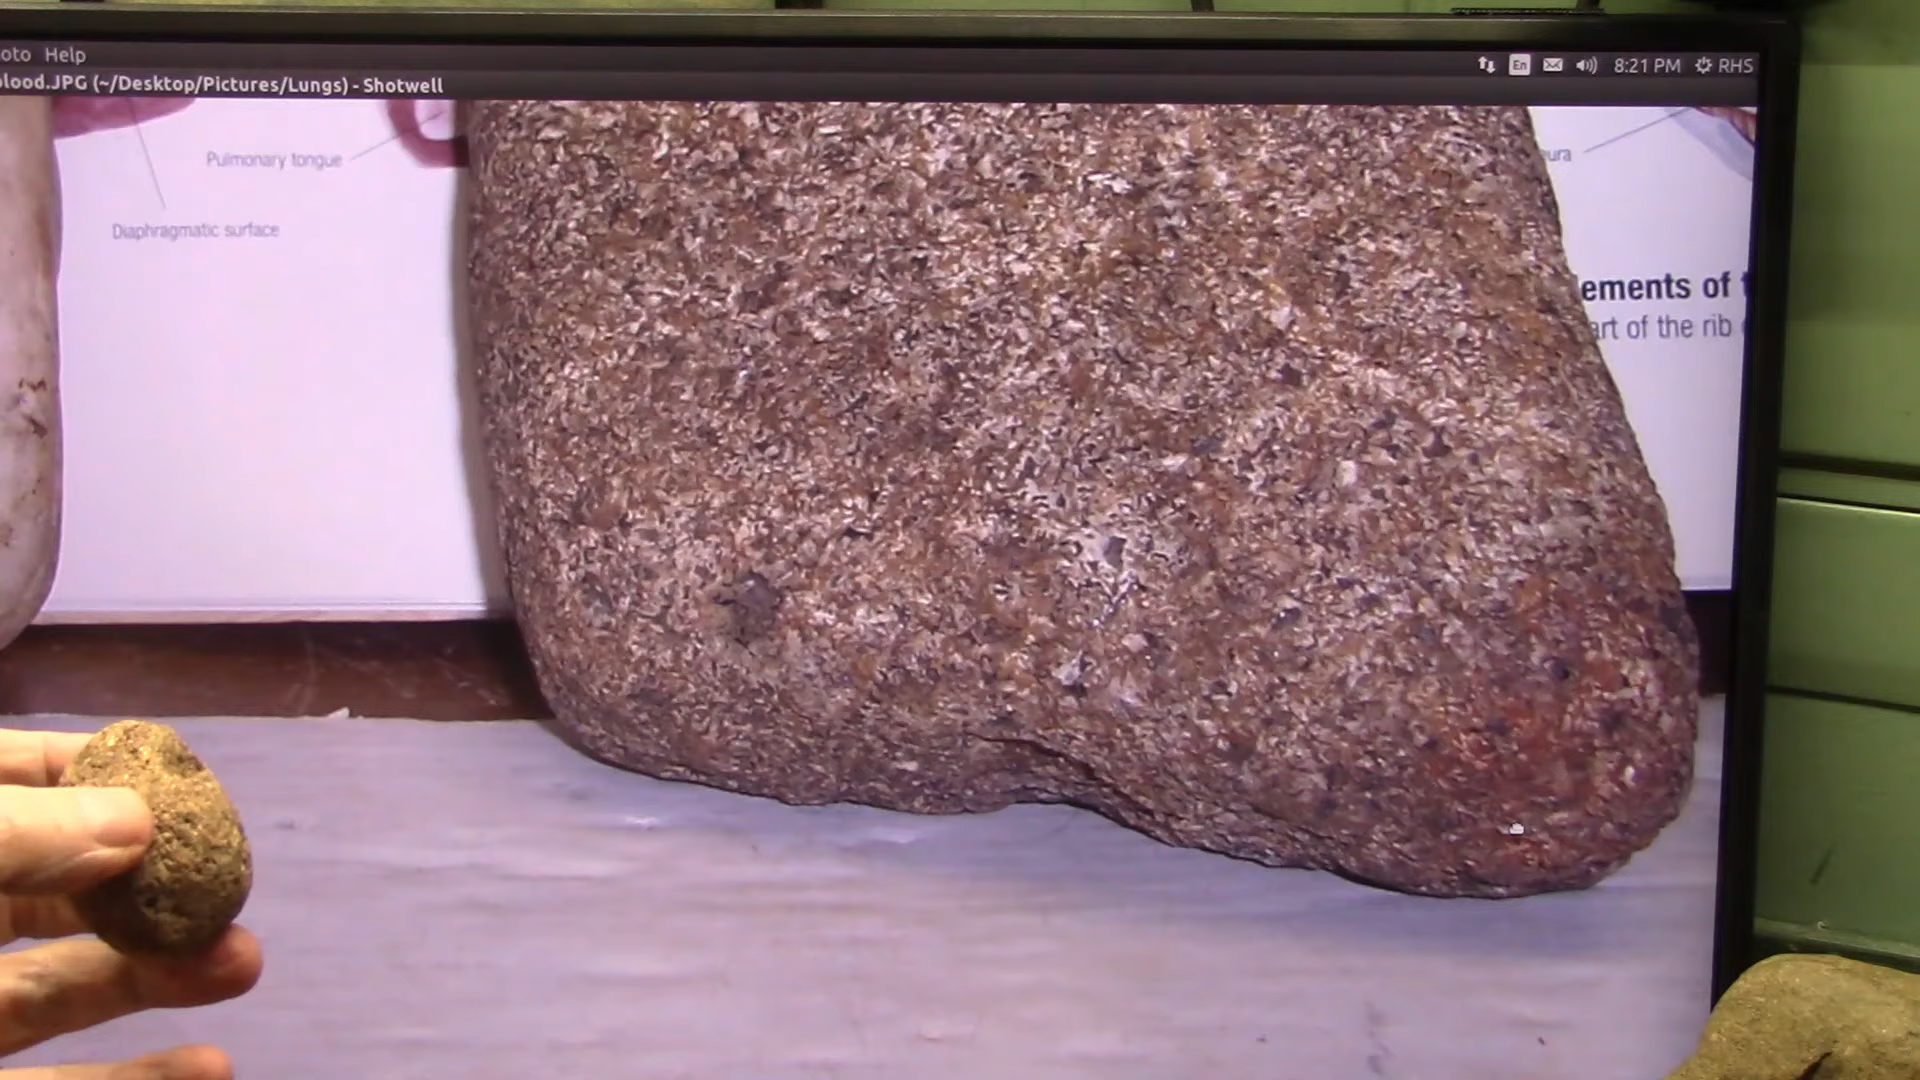 oto Help
En 8:21 PM RHS
lood.JPG (~/Desktop/Pictures/Lungs) - Shotwell
Pulmonary tongue
Diaphragmatic surface
eura
ements of
art of the rib